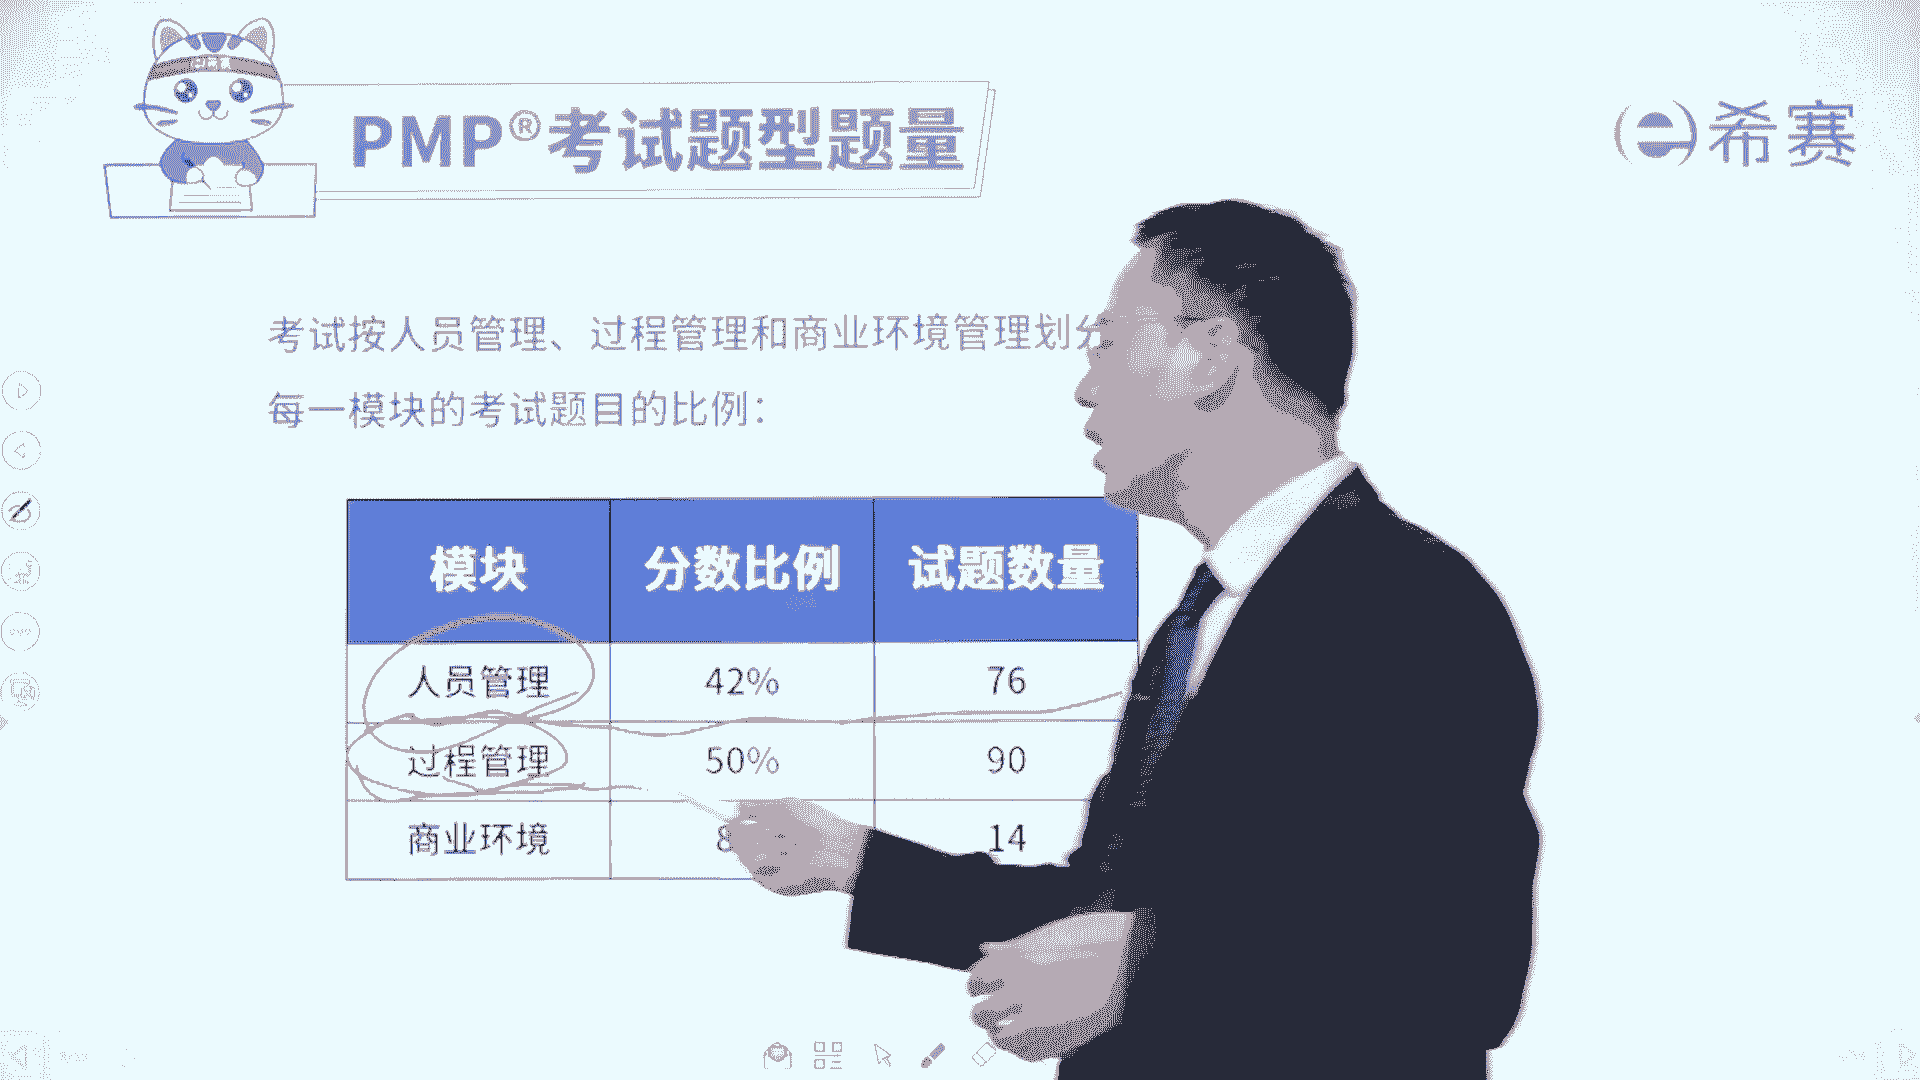 PMP®考试题型题量
希赛
考试按人员管理、过程管理和商业环境管理划分
每一模块的考试题目的比例：
模块 分数比例 试题数量
人员管理 42% 76
过程管理 50% 90
商业环境 8 14